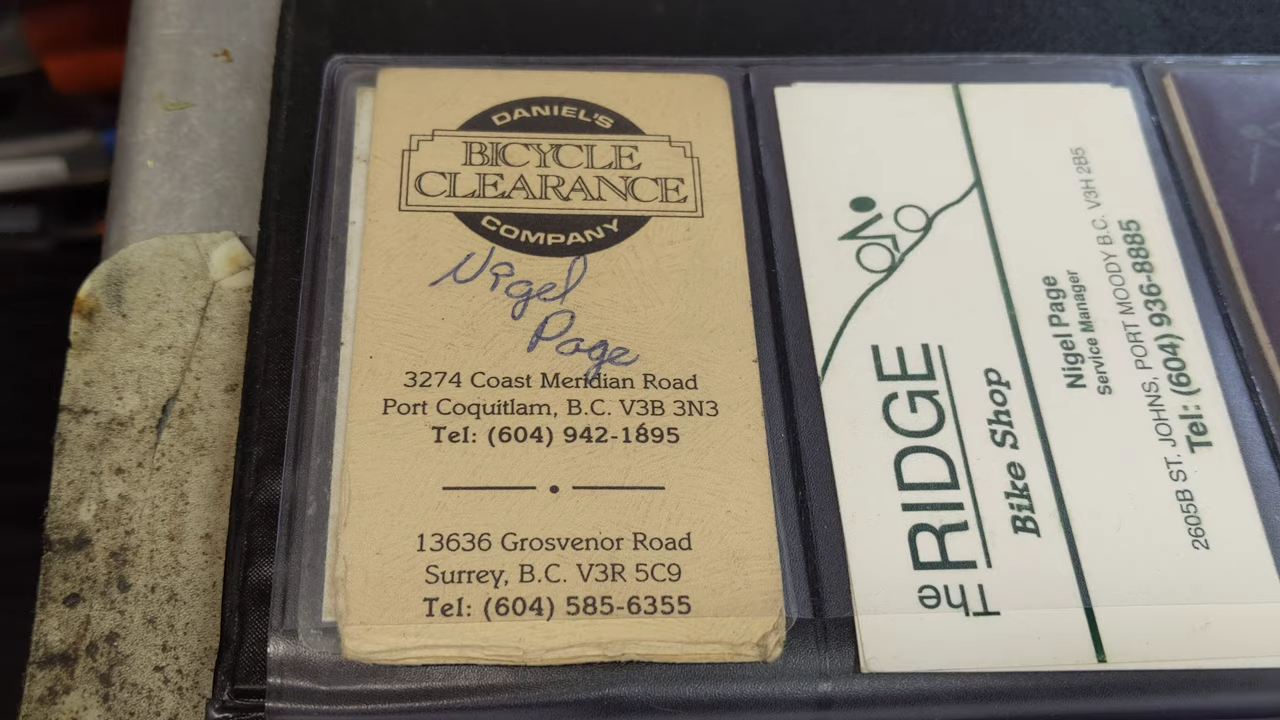 DANIEL'S
BICYCLE
CLEARANCE
COMPANY
Nigel
Page
3274 Coast Meridian Road
Port Coquitlam, B.C. V3B 3N3
Tel: (604) 942-1895
13636 Grosvenor Road
Surrey, B.C. V3R 5C9
Tel: (604) 585-6355
The RIDGE
Bike Shop
Nigel Page
Service Manager
2605B ST. JOHNS, PORT MOODY B.C. V3H 2B5
Tel: (604) 936-8885